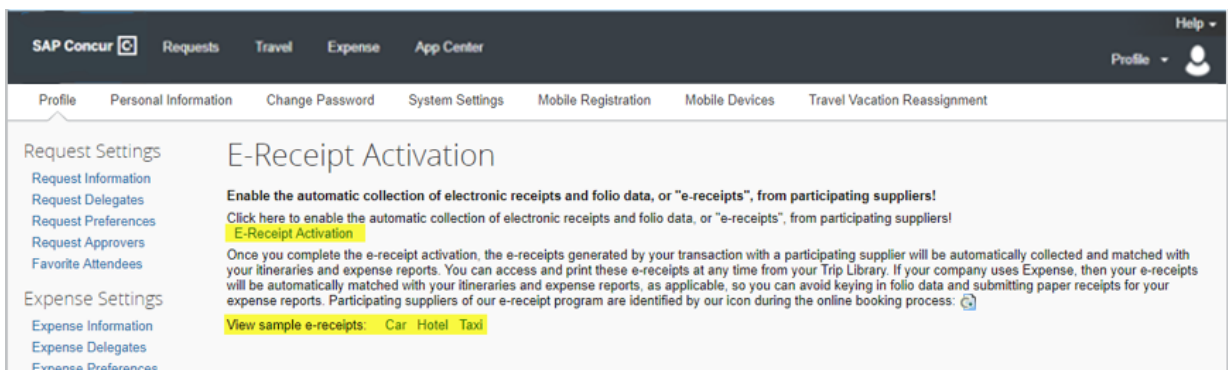 Help
SAP Concur C Requests Travel Expense App Center
Profile
Profile Personal Information Change Password System Settings Mobile Registration Mobile Devices Travel Vacation Reassignment
Request Settings
Request Information
Request Delegates
Request Preferences
Request Approvers
Favorite Attendees
Expense Settings
Expense Information
Expense Delegates
Expense Preferences
E-Receipt Activation
Enable the automatic collection of electronic receipts and folio data, or "e-receipts", from participating suppliers!
Click here to enable the automatic collection of electronic receipts and folio data, or "e-receipts", from participating suppliers!
E-Receipt Activation
Once you complete the e-receipt activation, the e-receipts generated by your transaction with a participating supplier will be automatically collected and matched with
your itineraries and expense reports. You can access and print these e-receipts at any time from your Trip Library. If your company uses Expense, then your e-receipts
will be automatically matched with your itineraries and expense reports, as applicable, so you can avoid keying in folio data and submitting paper receipts for your
expense reports. Participating suppliers of our e-receipt program are identified by our icon during the online booking process:
View sample e-receipts: Car Hotel Taxi